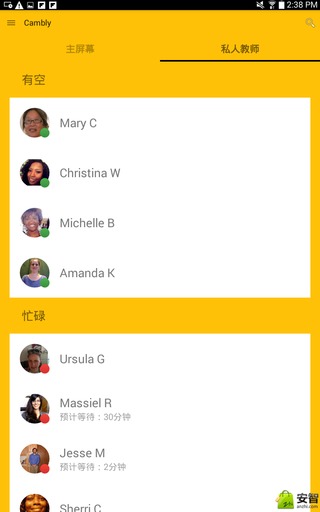 2:38 PM
Cambly
主屏幕
私人教师
有空
Mary C
Christina W
Michelle B
Amanda K
忙碌
Ursula G
Massiel R
预计等待：30分钟
Jesse M
预计等待：2分钟
Sherri C
安智
anzhi.com